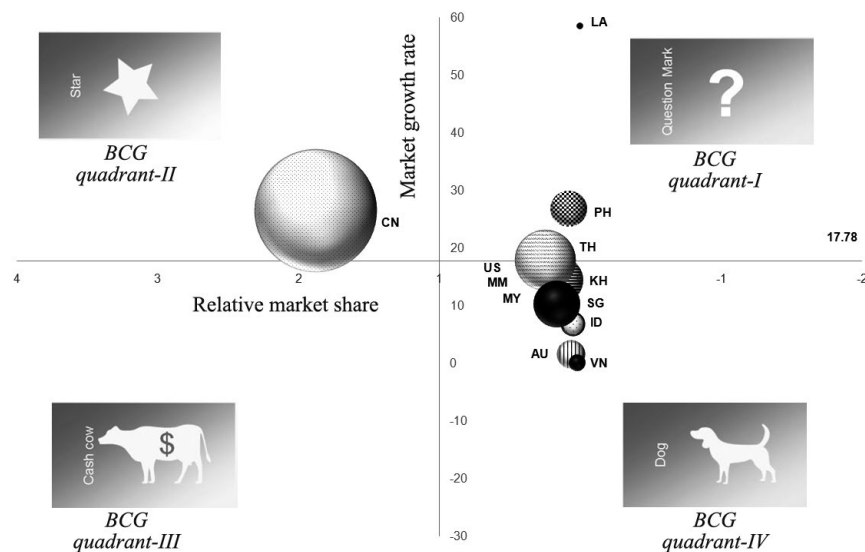 60
LA
50
40
30
20
10
0
-10
-20
-30
Market growth rate
Star
BCG
quadrant-II
Question Mark
?
BCG
quadrant-I
CN
PH
TH
17.78
US
MM
MY
KH
SG
ID
AU
VN
4
3
2
1
-1
-2
Relative market share
Cash cow
$
BCG
quadrant-III
Dog
BCG
quadrant-IV